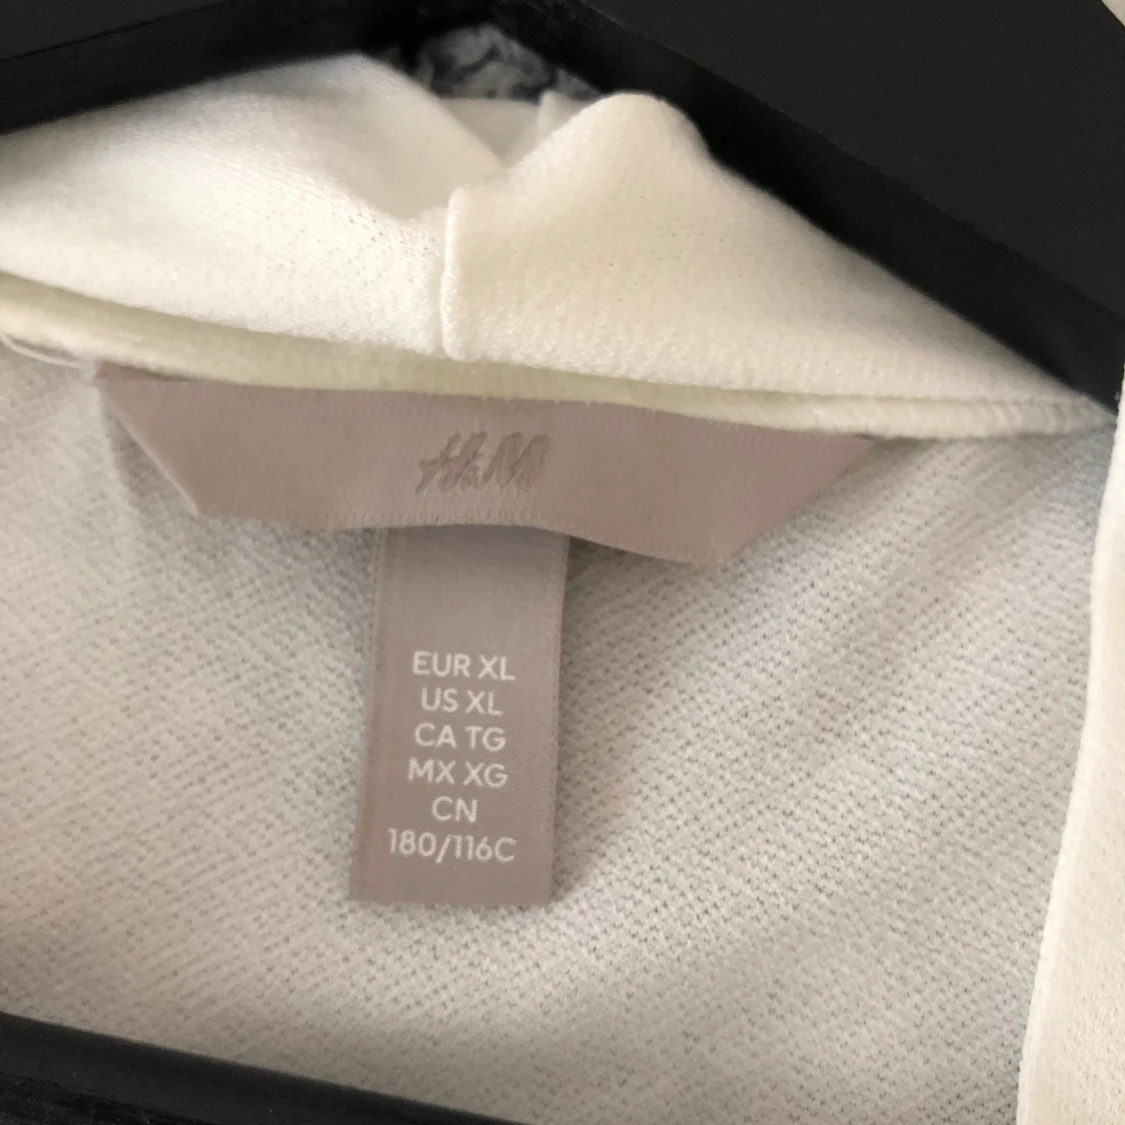 H&M
EUR XL
US XL
CA TG
MX XG
CN
180/116C